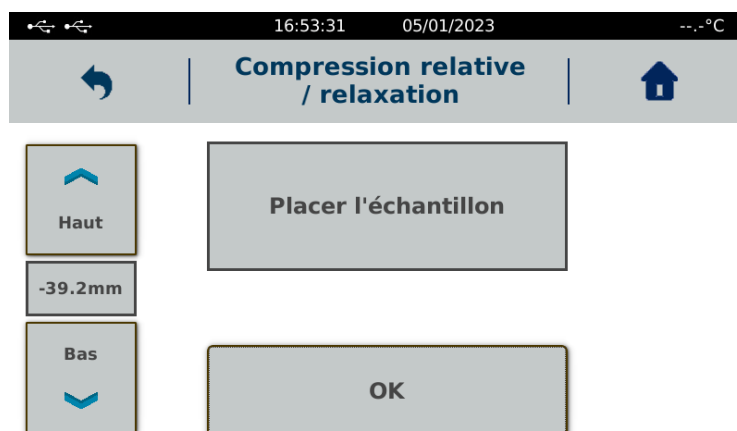 16:53:31 05/01/2023 --.-°C
Compression relative
/ relaxation
Haut
Placer l'échantillon
-39.2mm
Bas
OK